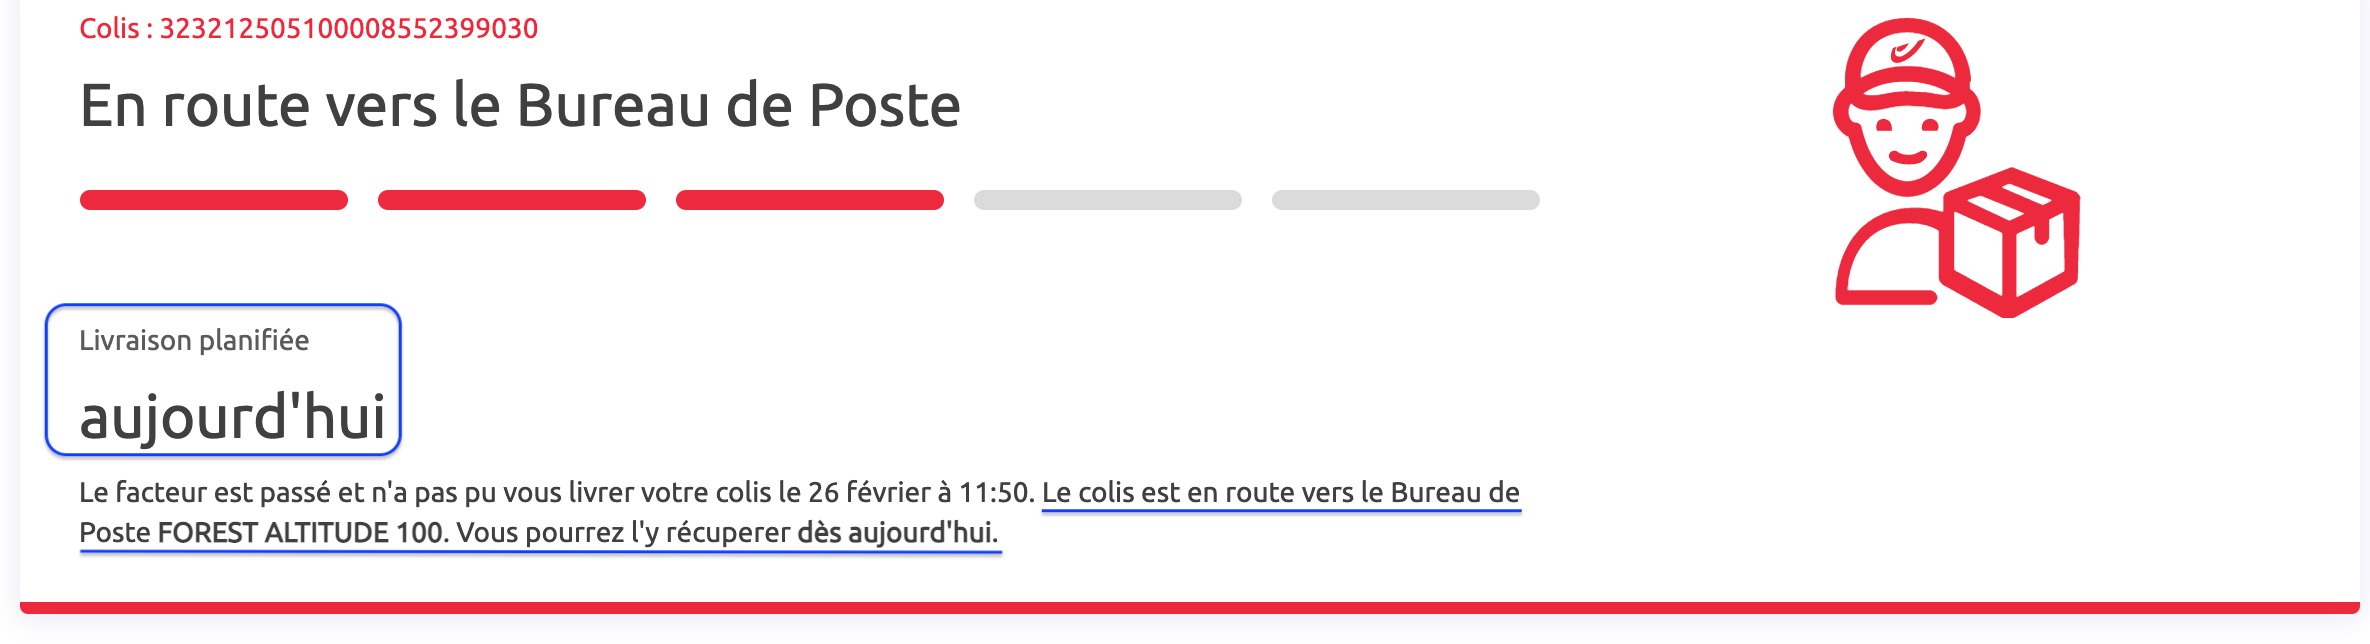 Colis : 323212505100008552399030
En route vers le Bureau de Poste
Livraison planifiée
aujourd'hui
Le facteur est passé et n'a pas pu vous livrer votre colis le 26 février à 11:50. Le colis est en route vers le Bureau de
Poste FOREST ALTITUDE 100. Vous pourrez l'y récuperer dès aujourd'hui.